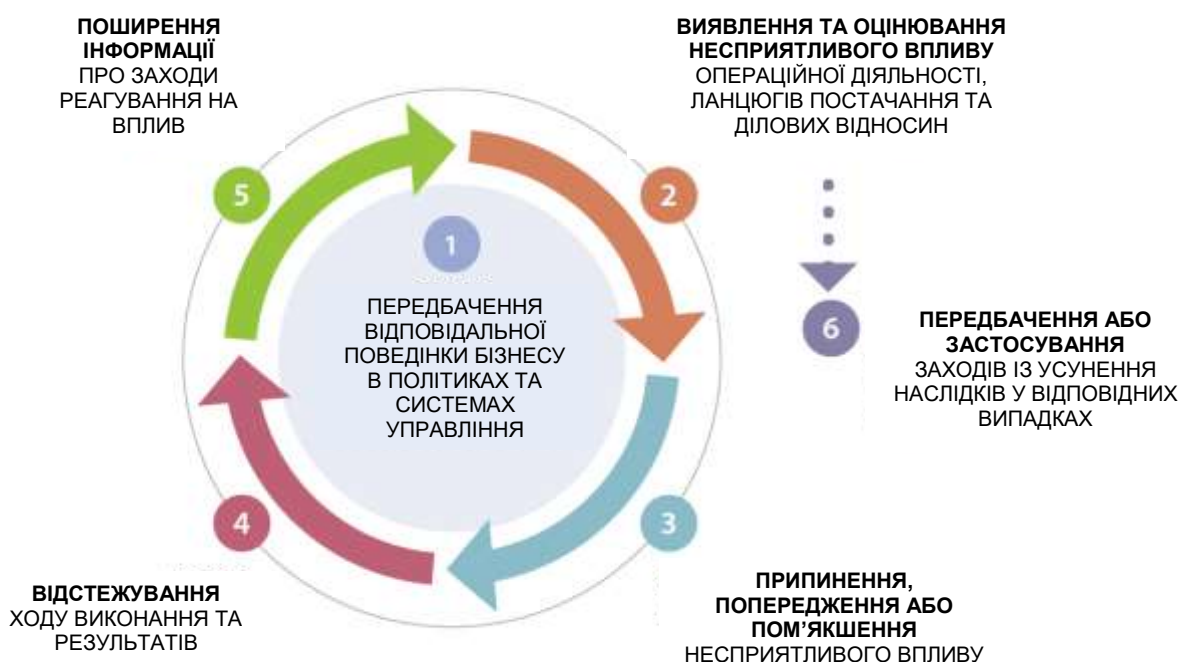 ПОШИРЕННЯ
ІНФОРМАЦІЇ
ПРО ЗАХОДИ
РЕАГУВАННЯ НА
ВПЛИВ
5
ВИЯВЛЕННЯ ТА ОЦІНЮВАННЯ
НЕСПРИЯТЛИВОГО ВПЛИВУ
ОПЕРАЦІЙНОЇ ДІЯЛЬНОСТІ,
ЛАНЦЮГІВ ПОСТАЧАННЯ ТА
ДІЛОВИХ ВІДНОСИН
2
1
ПЕРЕДБАЧЕННЯ
ВІДПОВІДАЛЬНОЇ
ПОВЕДІНКИ БІЗНЕСУ
В ПОЛІТИКАХ ТА
СИСТЕМАХ
УПРАВЛІННЯ
6
ПЕРЕДБАЧЕННЯ АБО
ЗАСТОСУВАННЯ
ЗАХОДІВ ІЗ УСУНЕННЯ
НАСЛІДКІВ У ВІДПОВІДНИХ
ВИПАДКАХ
4
ВІДСТЕЖУВАННЯ
ХОДУ ВИКОНАННЯ ТА
РЕЗУЛЬТАТІВ
3
ПРИПИНЕННЯ,
ПОПЕРЕДЖЕННЯ АБО
ПОМ’ЯКШЕННЯ
НЕСПРИЯТЛИВОГО ВПЛИВУ